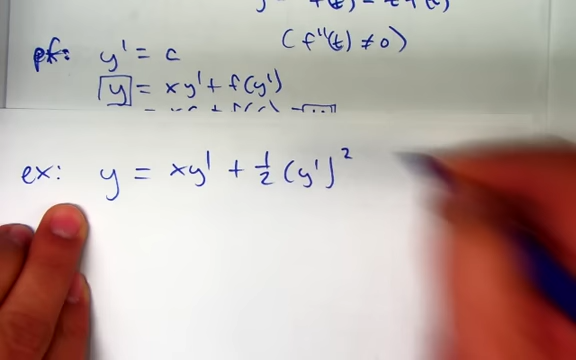 (f''(t) ≠ 0)
pf: y' = c
y = xy' + f(y')
ex: y = xy' + 1/2 (y')²